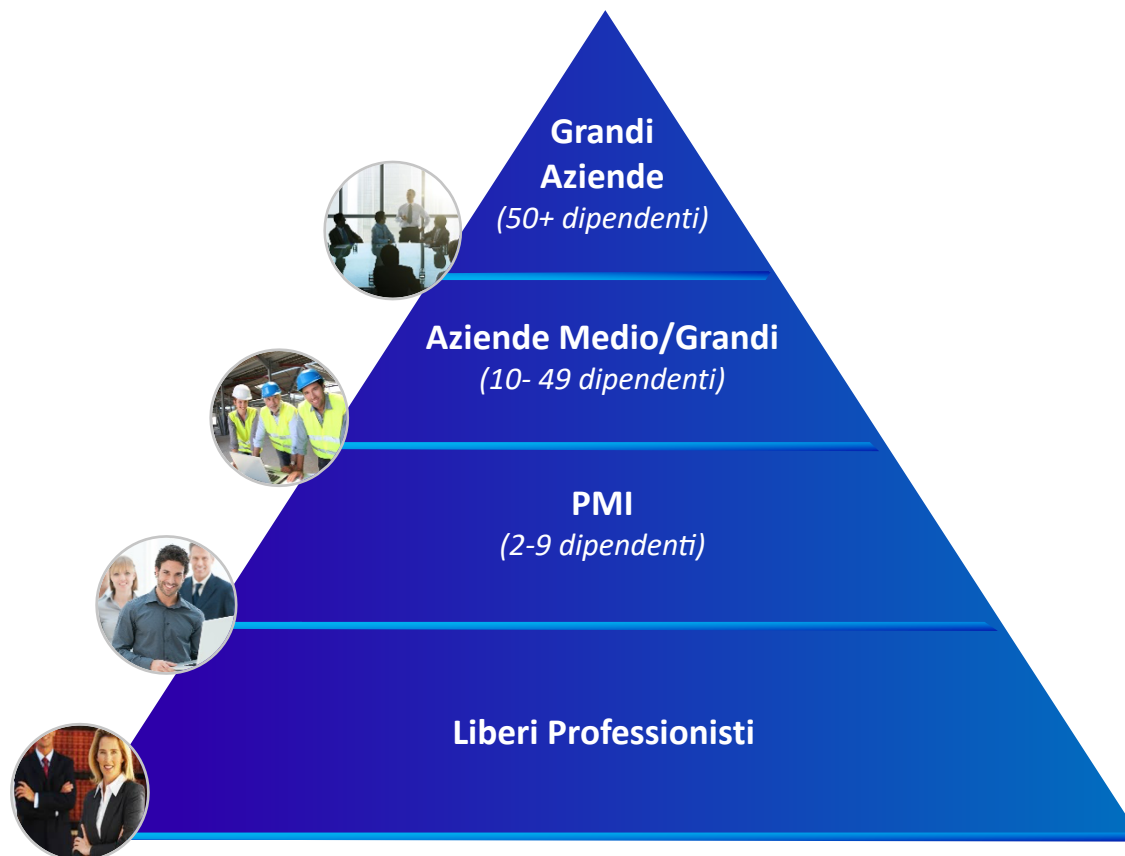 Grandi
Aziende
(50+ dipendenti)
Aziende Medio/Grandi
(10- 49 dipendenti)
PMI
(2-9 dipendenti)
Liberi Professionisti